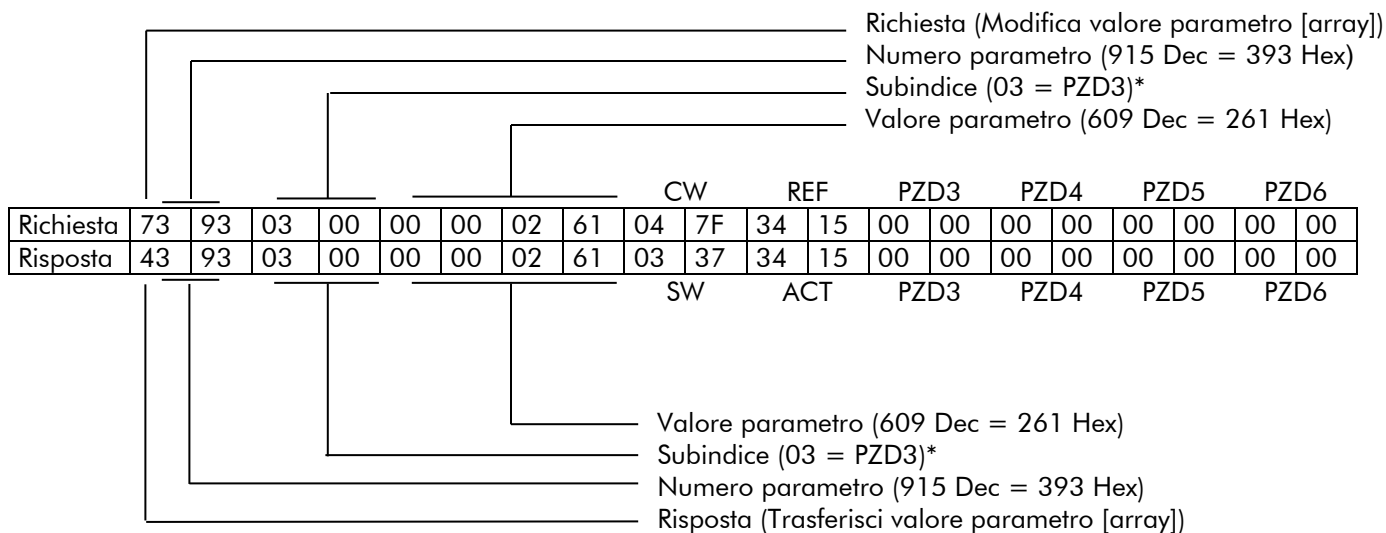 Richiesta (Modifica valore parametro [array])
Numero parametro (915 Dec = 393 Hex)
Subindice (03 = PZD3)*
Valore parametro (609 Dec = 261 Hex)
CW REF PZD3 PZD4 PZD5 PZD6
Richiesta 73 93 03 00 00 00 02 61 04 7F 34 15 00 00 00 00 00 00 00 00
Risposta 43 93 03 00 00 00 02 61 03 37 34 15 00 00 00 00 00 00 00 00
SW ACT PZD3 PZD4 PZD5 PZD6
Valore parametro (609 Dec = 261 Hex)
Subindice (03 = PZD3)*
Numero parametro (915 Dec = 393 Hex)
Risposta (Trasferisci valore parametro [array])